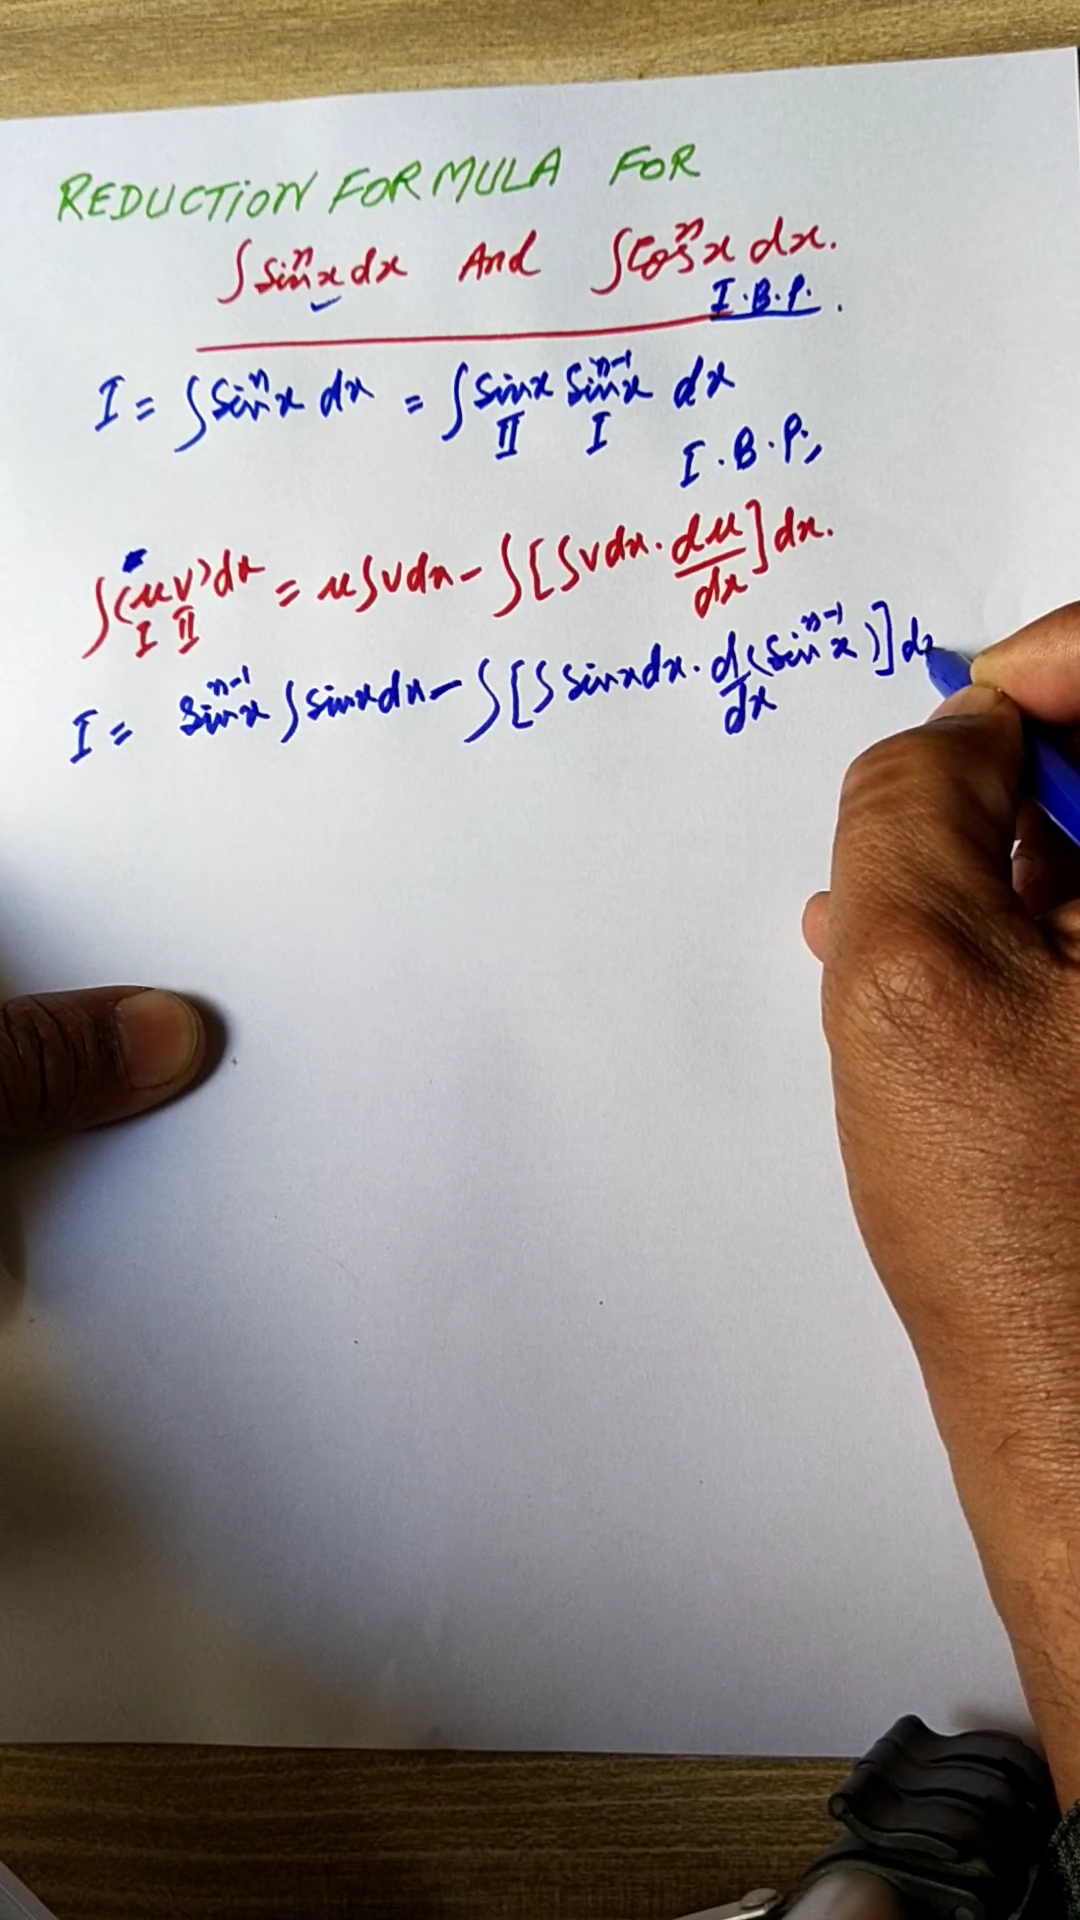 REDUCTION FORMULA FOR
∫sinⁿx dx And ∫cosⁿx dx.
I.B.P.
I = ∫sinⁿx dx = ∫sinx sinⁿ⁻¹x dx
II I
I.B.P.,
∫(uv)dx = u∫vdx - ∫[∫vdx. du/dx]dx.
I II
I = sinⁿ⁻¹x ∫sinxdx - ∫[∫sinxdx. d/dx(sinⁿ⁻¹x)]dx